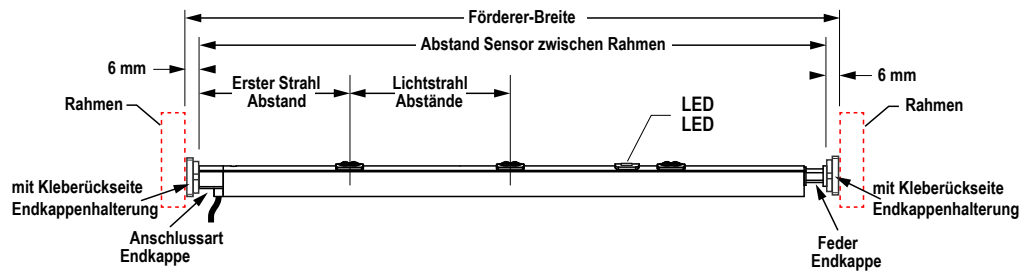 Förderer-Breite
Abstand Sensor zwischen Rahmen
6 mm
6 mm
Erster Strahl
Abstand
Lichtstrahl
Abstände
LED
LED
Rahmen
Rahmen
mit Kleberückseite
Endkappenhalterung
Anschlussart
Endkappe
Feder
Endkappe
mit Kleberückseite
Endkappenhalterung